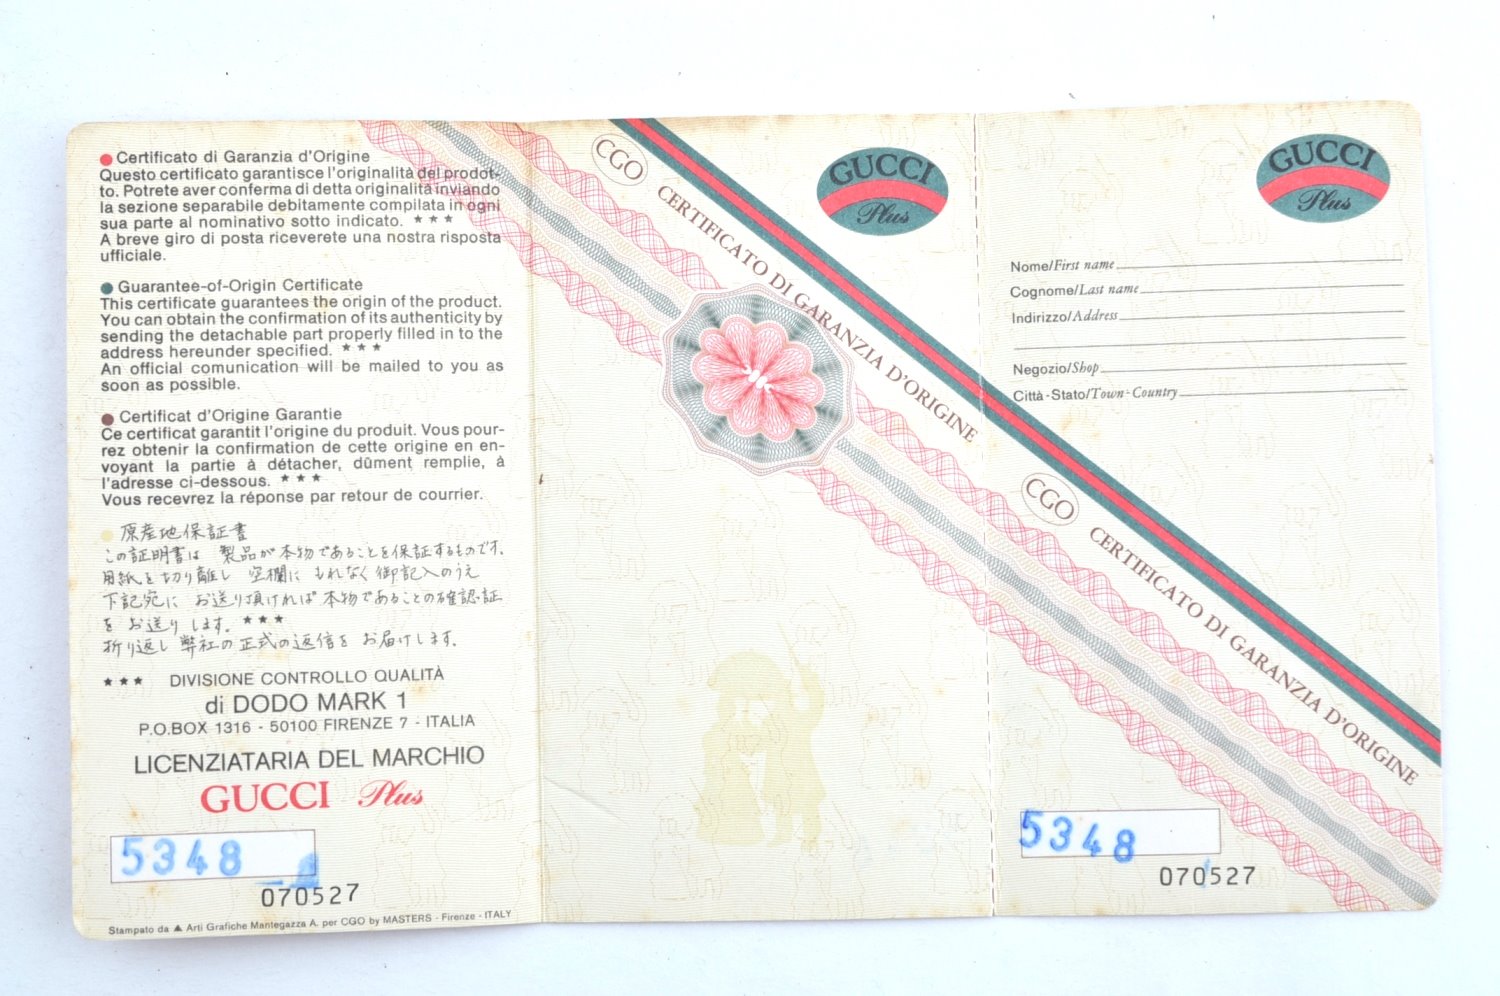 Certificato di Garanzia d'Origine
Questo certificato garantisce l'originalità del prodot-
to. Potrete aver conferma di detta originalità inviando
la sezione separabile debitamente compilata in ogni
sua parte al nominativo sotto indicato. ★★★
A breve giro di posta riceverete una nostra risposta
ufficiale.
Guarantee-of-Origin Certificate
This certificate guarantees the origin of the product.
You can obtain the confirmation of its authenticity by
sending the detachable part properly filled in to the
address hereunder specified. ★★★
An official comunication will be mailed to you as
soon as possible.
Certificat d'Origine Garantie
Ce certificat garantit l'origine du produit. Vous pour-
rez obtenir la confirmation de cette origine en en-
voyant la partie à détacher, dûment remplie, à
l'adresse ci-dessous. ★★★
Vous recevrez la réponse par retour de courrier.
原産地保証書
この証明書は 製品が本物であることを保証するものです.
用紙を切り離し 空欄に もれなく御記入のうえ
下記宛に お送り頂ければ本物であることの確認証
を お送り します. ★★★
折り返し 弊社の正式の返信を お届けします.
★★★ DIVISIONE CONTROLLO QUALITÀ
di DODO MARK 1
P.O.BOX 1316 - 50100 FIRENZE 7 - ITALIA
LICENZIATARIA DEL MARCHIO
GUCCI Plus
5348
070527
Stampato da ▲ Arti Grafiche Mantegazza A. per CGO by MASTERS - Firenze - ITALY
CGO CERTIFICATO DI GARANZIA D'ORIGINE
GUCCI
Plus
CGO CERTIFICATO DI GARANZIA D'ORIGINE
GUCCI
Plus
Nome/First name
Cognome/Last name
Indirizzo/Address
Negozio/Shop
Città-Stato/Town-Country
5348
070527